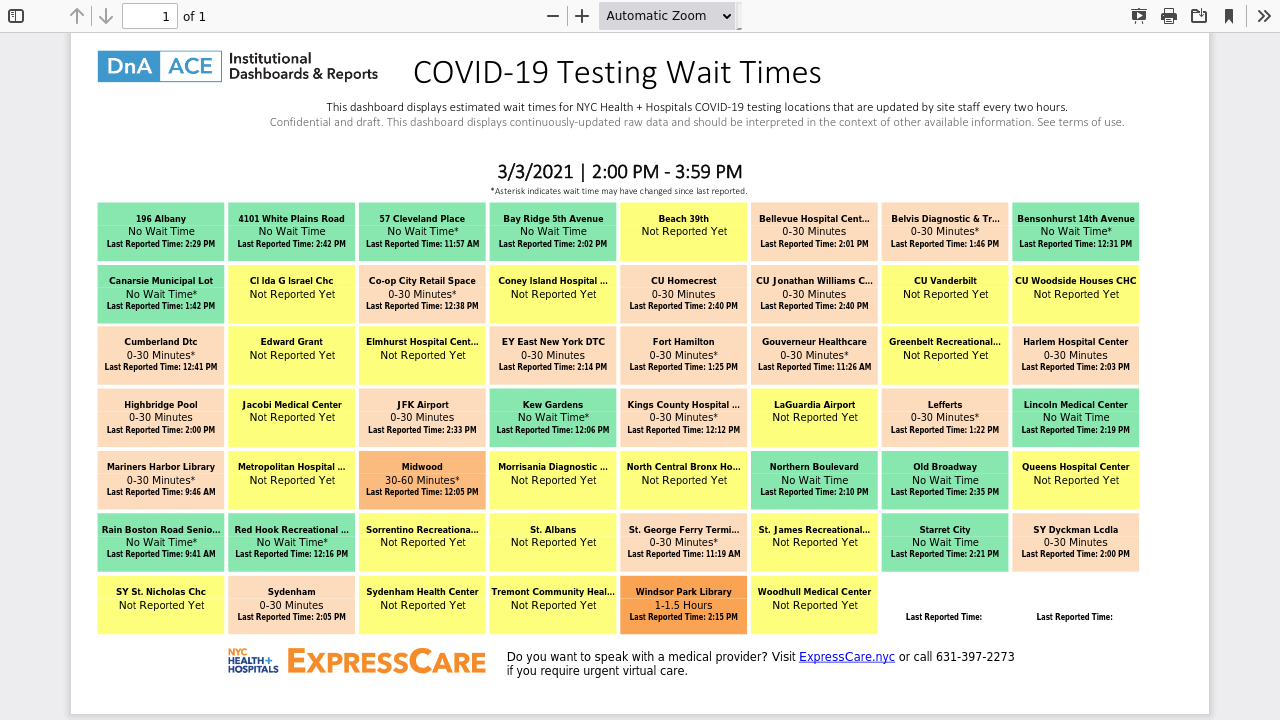 1 of 1
Automatic Zoom
DnA ACE Institutional
Dashboards & Reports
COVID-19 Testing Wait Times
This dashboard displays estimated wait times for NYC Health + Hospitals COVID-19 testing locations that are updated by site staff every two hours.
Confidential and draft. This dashboard displays continuously-updated raw data and should be interpreted in the context of other available information. See terms of use.
3/3/2021 | 2:00 PM - 3:59 PM
*Asterisk indicates wait time may have changed since last reported.
196 Albany
No Wait Time
Last Reported Time: 2:29 PM
4101 White Plains Road
No Wait Time
Last Reported Time: 2:42 PM
57 Cleveland Place
No Wait Time*
Last Reported Time: 11:57 AM
Bay Ridge 5th Avenue
No Wait Time
Last Reported Time: 2:02 PM
Beach 39th
Not Reported Yet
Bellevue Hospital Cent...
0-30 Minutes
Last Reported Time: 2:01 PM
Belvis Diagnostic & Tr...
0-30 Minutes*
Last Reported Time: 1:46 PM
Bensonhurst 14th Avenue
No Wait Time*
Last Reported Time: 12:31 PM
Canarsie Municipal Lot
No Wait Time*
Last Reported Time: 1:42 PM
Cl Ida G Israel Chc
Not Reported Yet
Co-op City Retail Space
0-30 Minutes*
Last Reported Time: 12:38 PM
Coney Island Hospital ...
Not Reported Yet
CU Homecrest
0-30 Minutes
Last Reported Time: 2:40 PM
CU Jonathan Williams C...
0-30 Minutes
Last Reported Time: 2:40 PM
CU Vanderbilt
Not Reported Yet
CU Woodside Houses CHC
Not Reported Yet
Cumberland Dtc
0-30 Minutes*
Last Reported Time: 12:41 PM
Edward Grant
Not Reported Yet
Elmhurst Hospital Cent...
Not Reported Yet
EY East New York DTC
0-30 Minutes
Last Reported Time: 2:14 PM
Fort Hamilton
0-30 Minutes*
Last Reported Time: 1:25 PM
Gouverneur Healthcare
0-30 Minutes*
Last Reported Time: 11:26 AM
Greenbelt Recreational...
Not Reported Yet
Harlem Hospital Center
0-30 Minutes
Last Reported Time: 2:03 PM
Highbridge Pool
0-30 Minutes
Last Reported Time: 2:00 PM
Jacobi Medical Center
Not Reported Yet
JFK Airport
0-30 Minutes
Last Reported Time: 2:33 PM
Kew Gardens
No Wait Time*
Last Reported Time: 12:06 PM
Kings County Hospital ...
0-30 Minutes*
Last Reported Time: 12:12 PM
LaGuardia Airport
Not Reported Yet
Lefferts
0-30 Minutes*
Last Reported Time: 1:22 PM
Lincoln Medical Center
No Wait Time
Last Reported Time: 2:19 PM
Mariners Harbor Library
0-30 Minutes*
Last Reported Time: 9:46 AM
Metropolitan Hospital ...
Not Reported Yet
Midwood
30-60 Minutes*
Last Reported Time: 12:05 PM
Morrisania Diagnostic ...
Not Reported Yet
North Central Bronx Ho...
Not Reported Yet
Northern Boulevard
No Wait Time
Last Reported Time: 2:10 PM
Old Broadway
No Wait Time
Last Reported Time: 2:35 PM
Queens Hospital Center
Not Reported Yet
Rain Boston Road Senio...
No Wait Time*
Last Reported Time: 9:41 AM
Red Hook Recreational ...
No Wait Time*
Last Reported Time: 12:16 PM
Sorrentino Recreationa...
Not Reported Yet
St. Albans
Not Reported Yet
St. George Ferry Termi...
0-30 Minutes*
Last Reported Time: 11:19 AM
St. James Recreational...
Not Reported Yet
Starret City
No Wait Time
Last Reported Time: 2:21 PM
SY Dyckman Lcdla
0-30 Minutes
Last Reported Time: 2:00 PM
SY St. Nicholas Chc
Not Reported Yet
Sydenham
0-30 Minutes
Last Reported Time: 2:05 PM
Sydenham Health Center
Not Reported Yet
Tremont Community Heal...
Not Reported Yet
Windsor Park Library
1-1.5 Hours
Last Reported Time: 2:15 PM
Woodhull Medical Center
Not Reported Yet
Last Reported Time:
Last Reported Time:
NYC
HEALTH+
HOSPITALS
EXPRESSCARE
Do you want to speak with a medical provider? Visit ExpressCare.nyc or call 631-397-2273
if you require urgent virtual care.